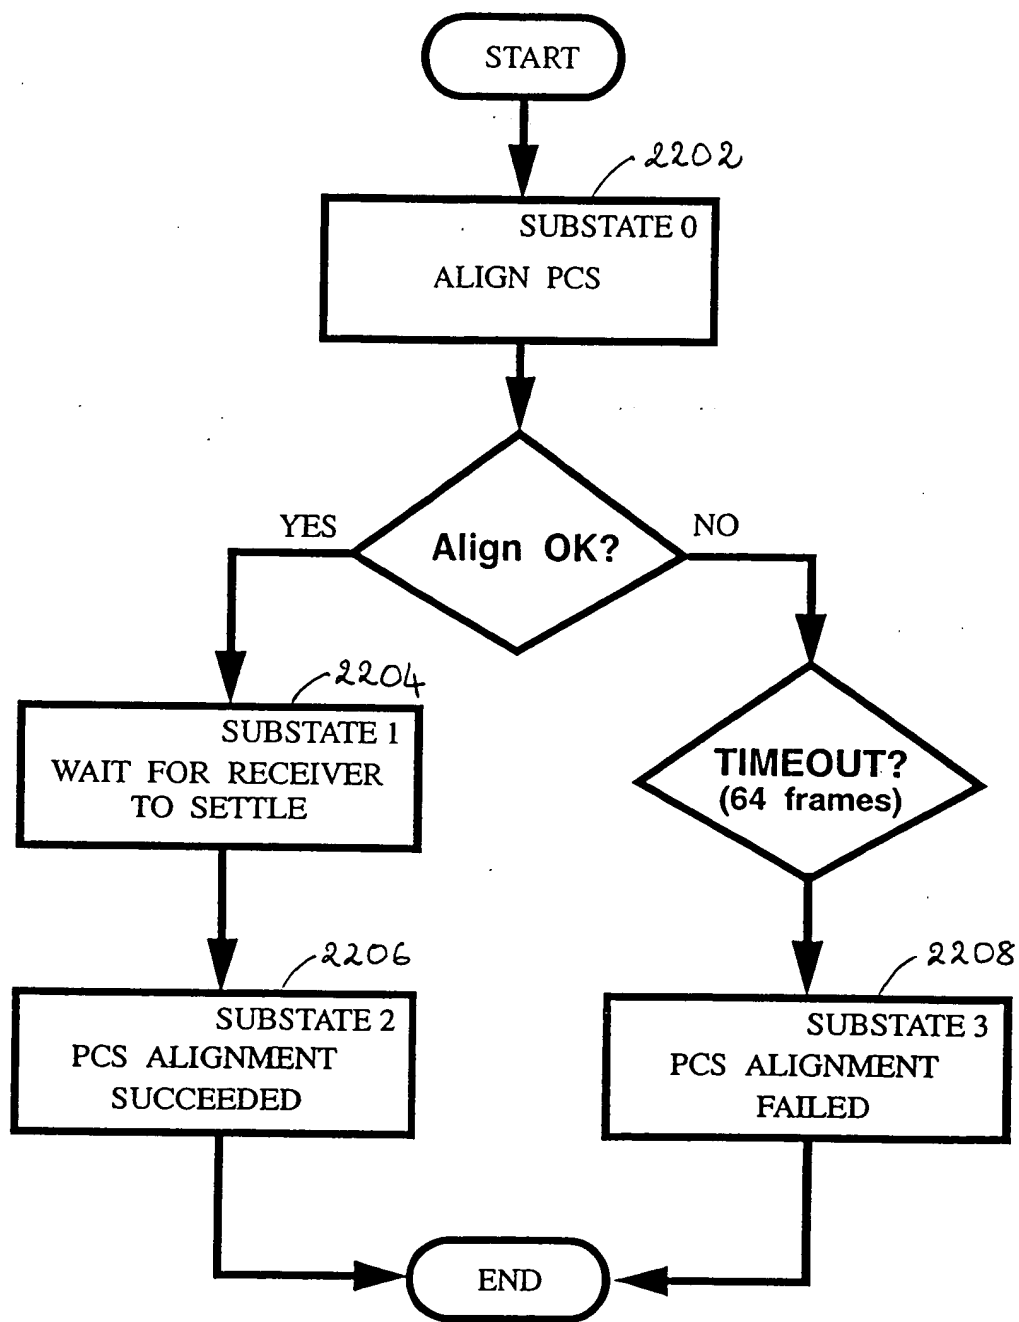 START
2202
SUBSTATE 0
ALIGN PCS
YES
Align OK?
NO
2204
SUBSTATE 1
WAIT FOR RECEIVER
TO SETTLE
TIMEOUT?
(64 frames)
2206
SUBSTATE 2
PCS ALIGNMENT
SUCCEEDED
2208
SUBSTATE 3
PCS ALIGNMENT
FAILED
END